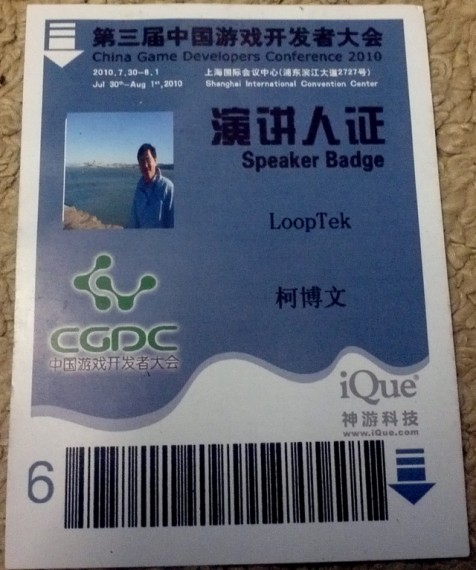 第三届中国游戏开发者大会
China Game Developers Conference 2010
2010.7.30-8.1
上海国际会议中心(浦东滨江大道2727号)
Jul 30th-Aug 1st,2010
Shanghai International Convention Center
演讲人证
Speaker Badge
LoopTek
柯博文
CGDC
中国游戏开发者大会
iQue®
神游科技
www.iQue.com
6